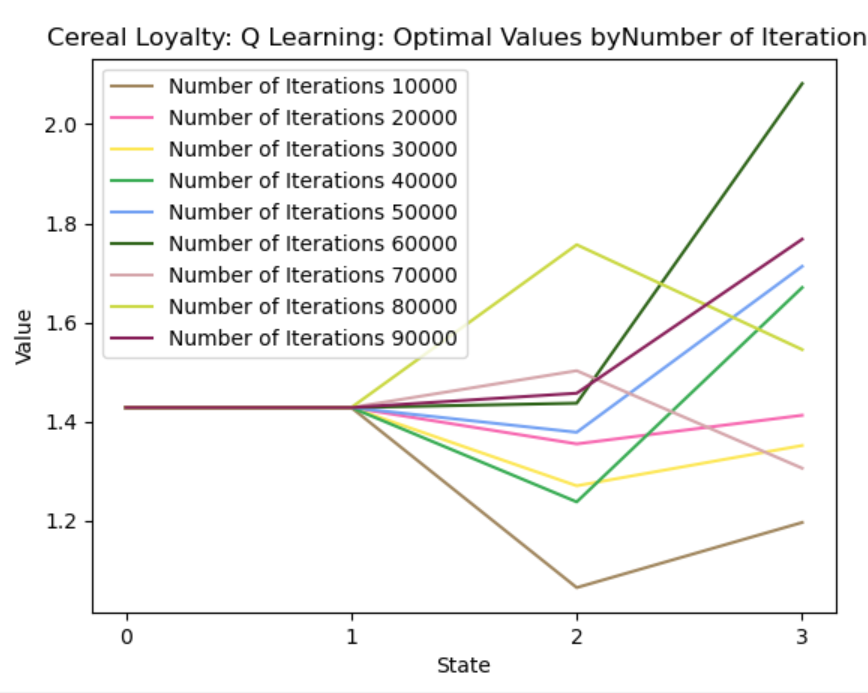 Cereal Loyalty: Q Learning: Optimal Values byNumber of Iteration
Number of Iterations 10000
Number of Iterations 20000
Number of Iterations 30000
Number of Iterations 40000
Number of Iterations 50000
Number of Iterations 60000
Number of Iterations 70000
Number of Iterations 80000
Number of Iterations 90000
2.0
1.8
1.6
1.4
1.2
Value
0 1 2 3
State